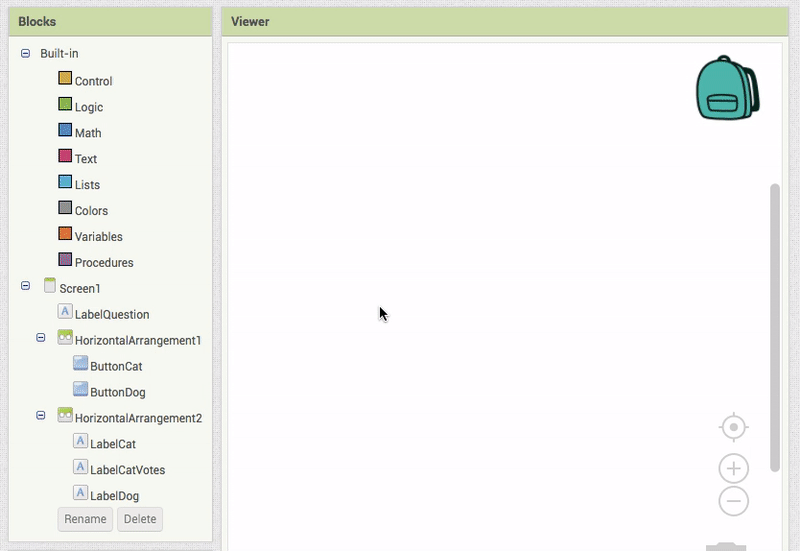 Blocks
Viewer
Built-in
Control
Logic
Math
Text
Lists
Colors
Variables
Procedures
Screen1
A LabelQuestion
HorizontalArrangement1
ButtonCat
ButtonDog
HorizontalArrangement2
A LabelCat
A LabelCatVotes
A LabelDog
Rename Delete